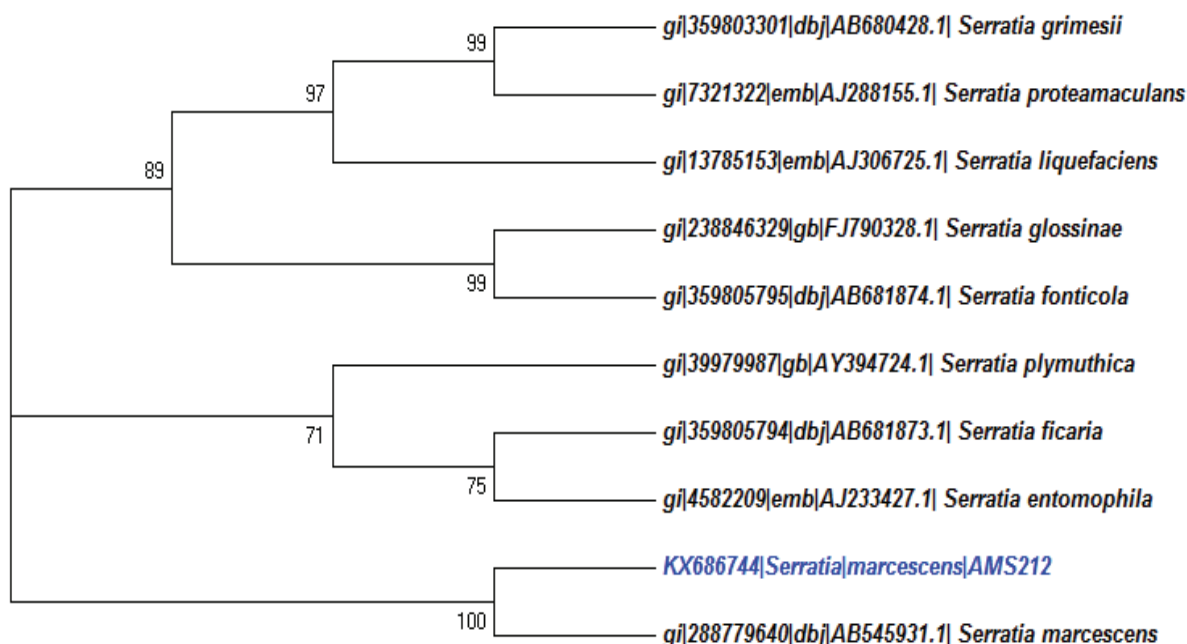 gi|359803301|dbj|AB680428.1| Serratia grimesii
99
gi|7321322|emb|AJ288155.1| Serratia proteamaculans
97
gi|13785153|emb|AJ306725.1| Serratia liquefaciens
89
gi|238846329|gb|FJ790328.1| Serratia glossinae
99
gi|359805795|dbj|AB681874.1| Serratia fonticola
gi|39979987|gb|AY394724.1| Serratia plymuthica
71
gi|359805794|dbj|AB681873.1| Serratia ficaria
75
gi|4582209|emb|AJ233427.1| Serratia entomophila
KX686744|Serratia|marcescens|AMS212
100
gi|288779640|dbj|AB545931.1| Serratia marcescens